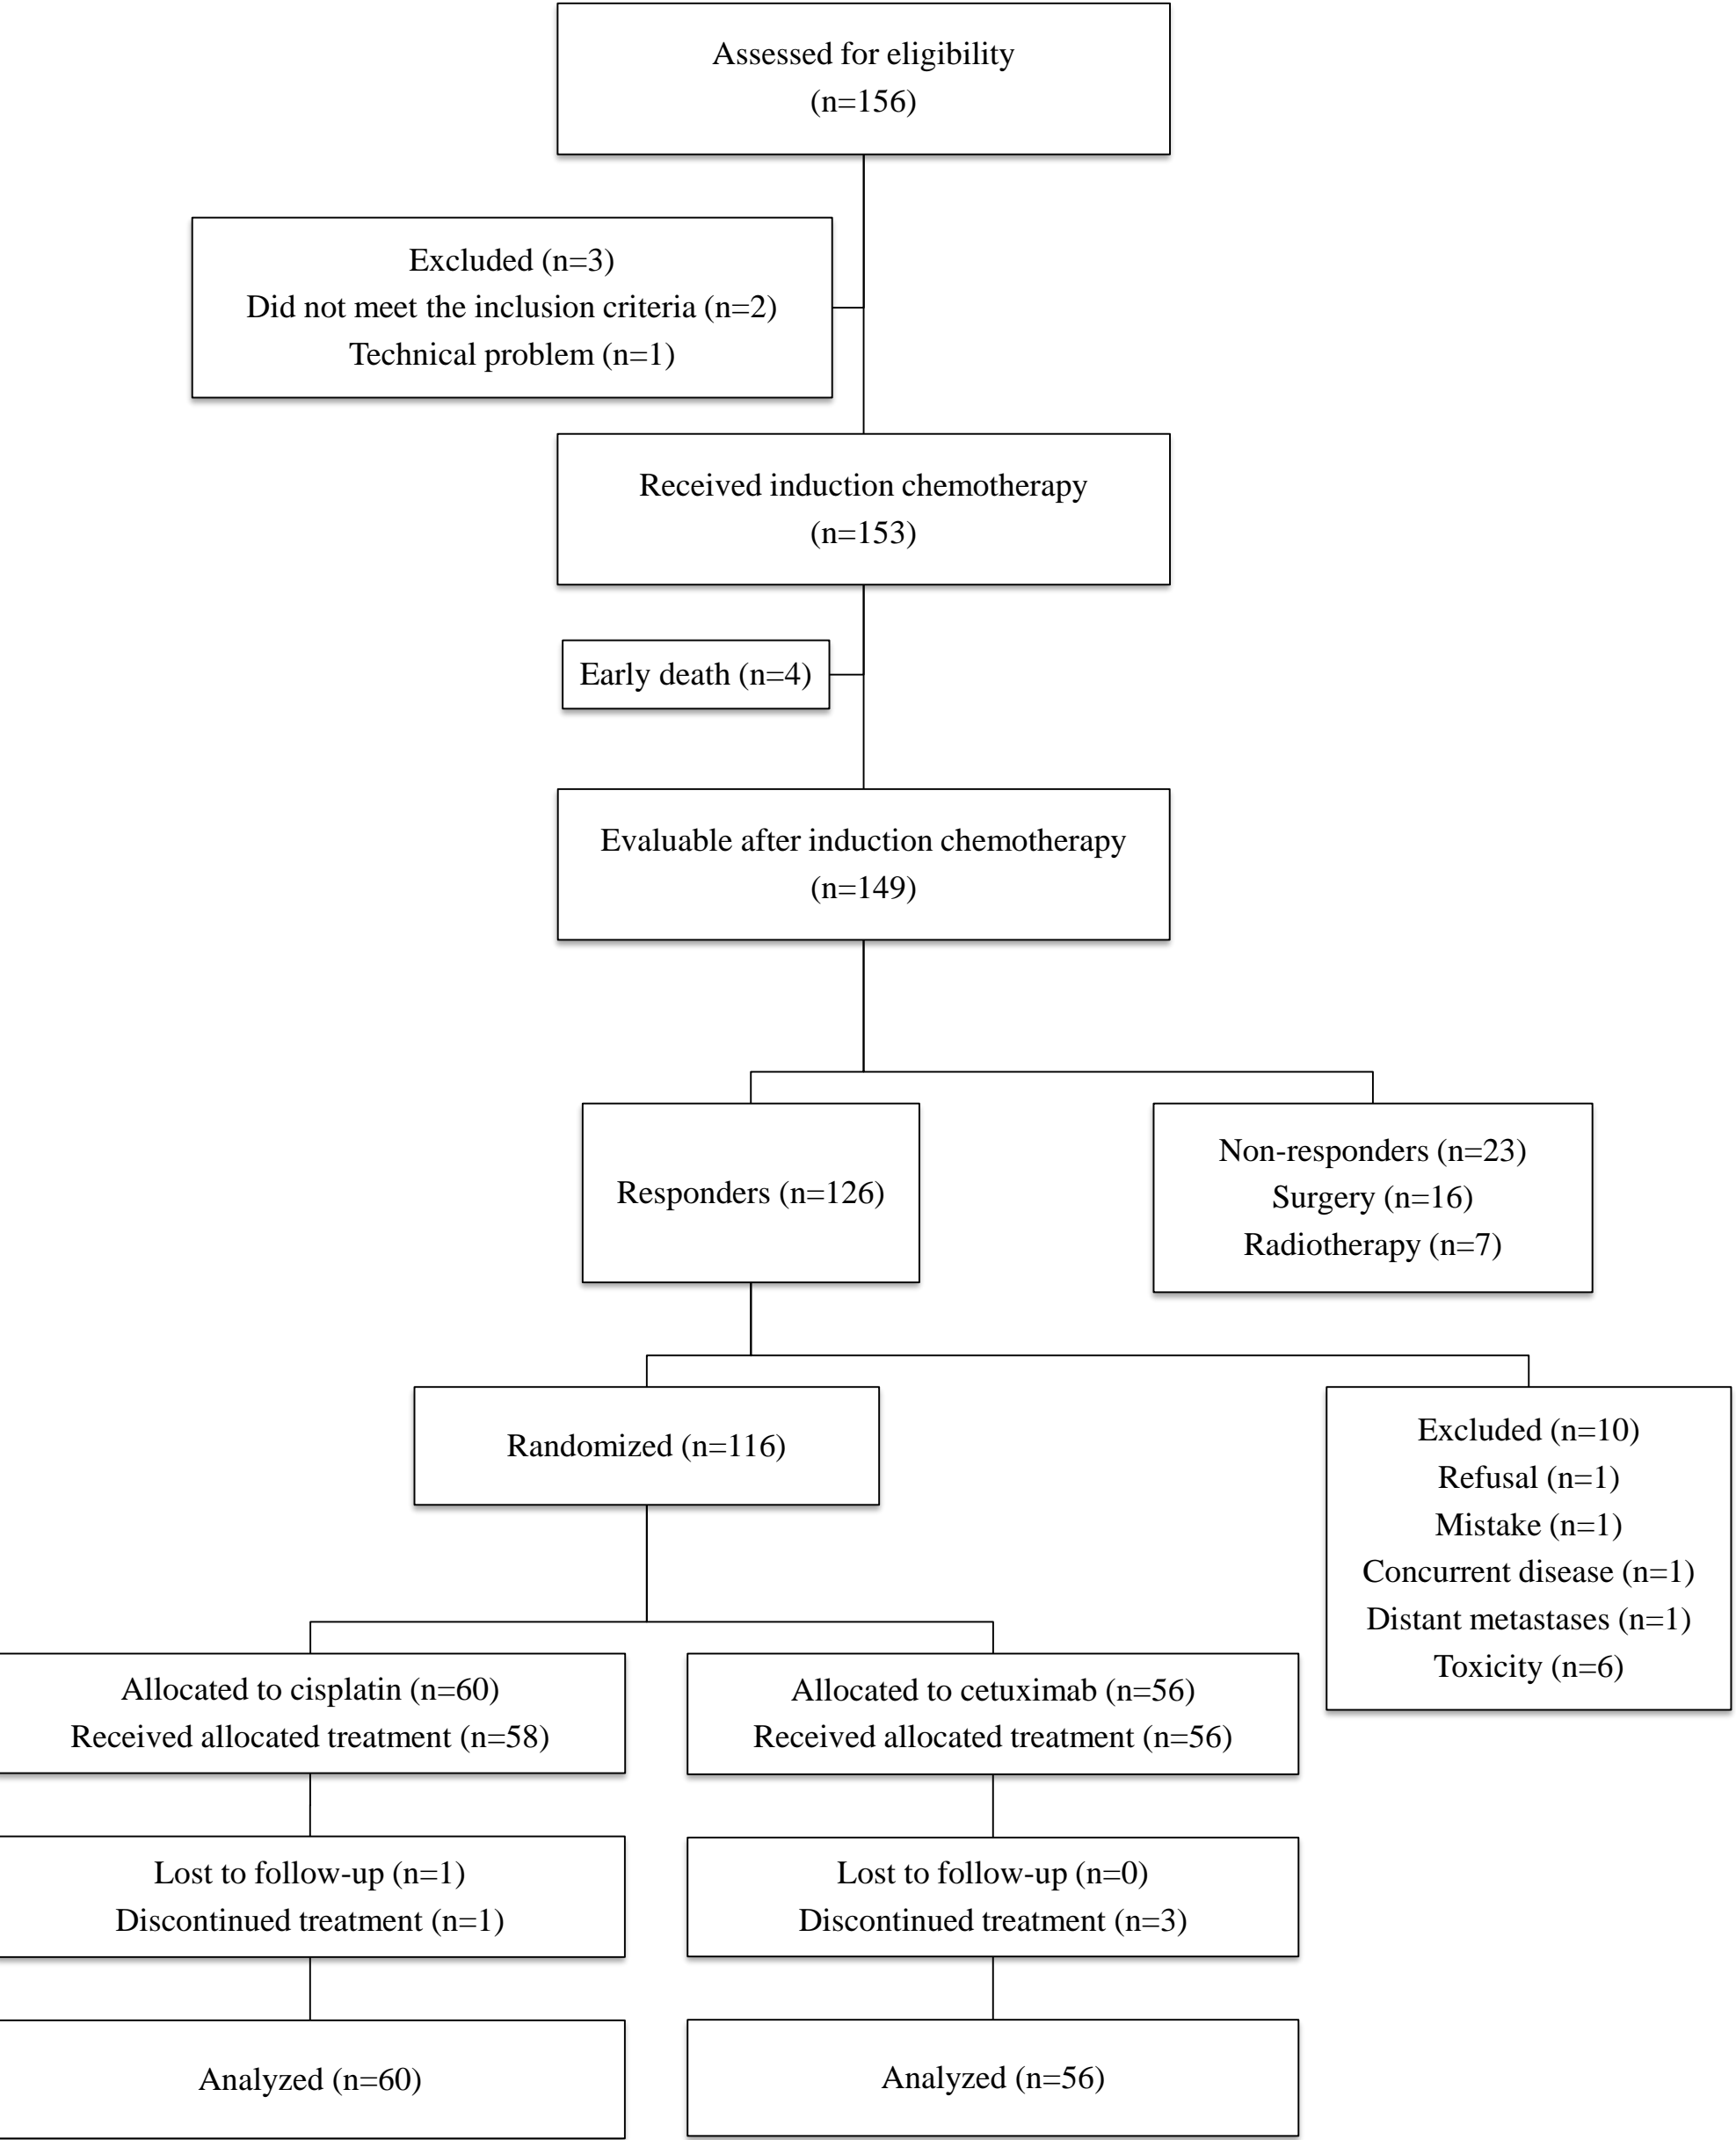 Assessed for eligibility
(n=156)
Excluded (n=3)
Did not meet the inclusion criteria (n=2)
Technical problem (n=1)
Received induction chemotherapy
(n=153)
Early death (n=4)
Evaluable after induction chemotherapy
(n=149)
Responders (n=126)
Non-responders (n=23)
Surgery (n=16)
Radiotherapy (n=7)
Randomized (n=116)
Excluded (n=10)
Refusal (n=1)
Mistake (n=1)
Concurrent disease (n=1)
Distant metastases (n=1)
Toxicity (n=6)
Allocated to cisplatin (n=60)
Received allocated treatment (n=58)
Allocated to cetuximab (n=56)
Received allocated treatment (n=56)
Lost to follow-up (n=1)
Discontinued treatment (n=1)
Lost to follow-up (n=0)
Discontinued treatment (n=3)
Analyzed (n=60)
Analyzed (n=56)